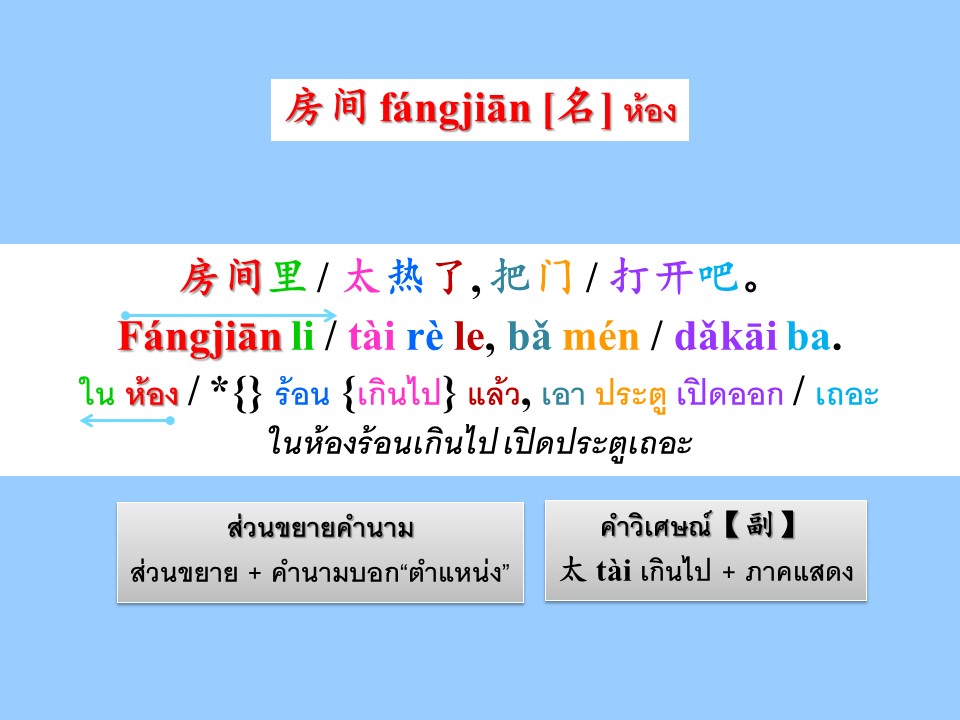 房间 fángjiān [名] ห้อง
房间里 / 太热了, 把门 / 打开吧。
Fángjiān li / tài rè le, bǎ mén / dǎkāi ba.
ใน ห้อง / *{} ร้อน {เกินไป} แล้ว, เอา ประตู เปิดออก / เถอะ
ในห้องร้อนเกินไป เปิดประตูเถอะ
ส่วนขยายคำนาม
ส่วนขยาย + คำนามบอก“ตำแหน่ง”
คำวิเศษณ์【 副 】
太 tài เกินไป + ภาคแสดง